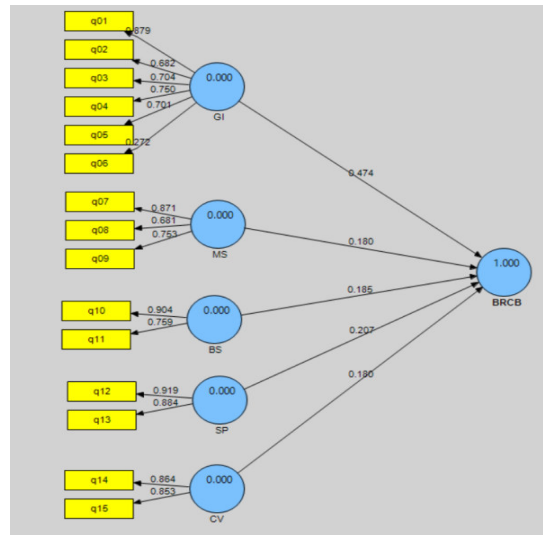 q01
0.879
q02
0.682
0.000
q03
0.704
q04
0.750
GI
q05
0.701
q06
0.272
0.474
q07
0.871
0.000
q08
0.681
q09
0.753
MS
0.180
1.000
BRCB
0.185
q10
0.904
0.000
q11
0.759
BS
0.207
q12
0.919
0.000
q13
0.884
SP
0.180
q14
0.864
0.000
q15
0.853
CV